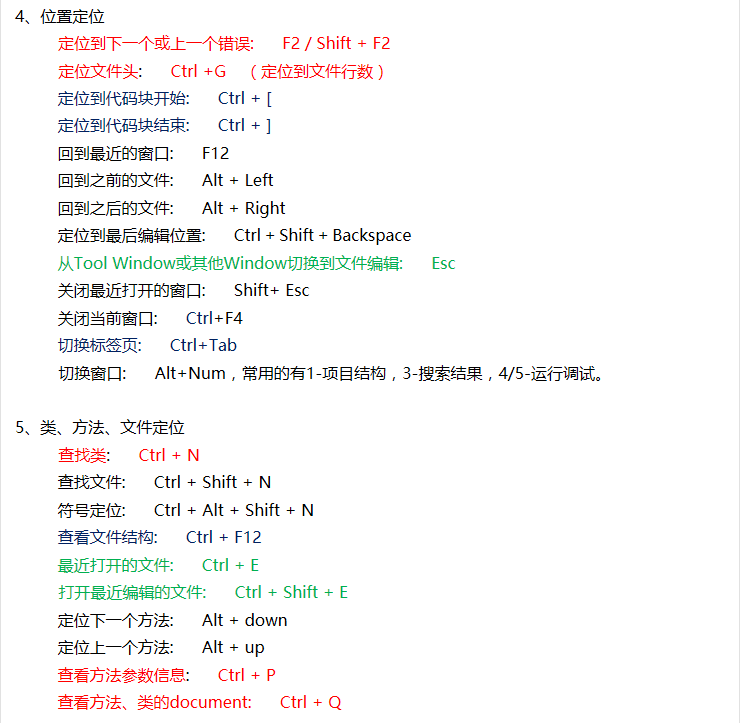 4、位置定位
定位到下一个或上一个错误: F2 / Shift + F2
定位文件头: Ctrl +G （定位到文件行数）
定位到代码块开始: Ctrl + [
定位到代码块结束: Ctrl + ]
回到最近的窗口: F12
回到之前的文件: Alt + Left
回到之后的文件: Alt + Right
定位到最后编辑位置: Ctrl + Shift + Backspace
从Tool Window或其他Window切换到文件编辑: Esc
关闭最近打开的窗口: Shift+ Esc
关闭当前窗口: Ctrl+F4
切换标签页: Ctrl+Tab
切换窗口: Alt+Num，常用的有1-项目结构，3-搜索结果，4/5-运行调试。
5、类、方法、文件定位
查找类: Ctrl + N
查找文件: Ctrl + Shift + N
符号定位: Ctrl + Alt + Shift + N
查看文件结构: Ctrl + F12
最近打开的文件: Ctrl + E
打开最近编辑的文件: Ctrl + Shift + E
定位下一个方法: Alt + down
定位上一个方法: Alt + up
查看方法参数信息: Ctrl + P
查看方法、类的document: Ctrl + Q